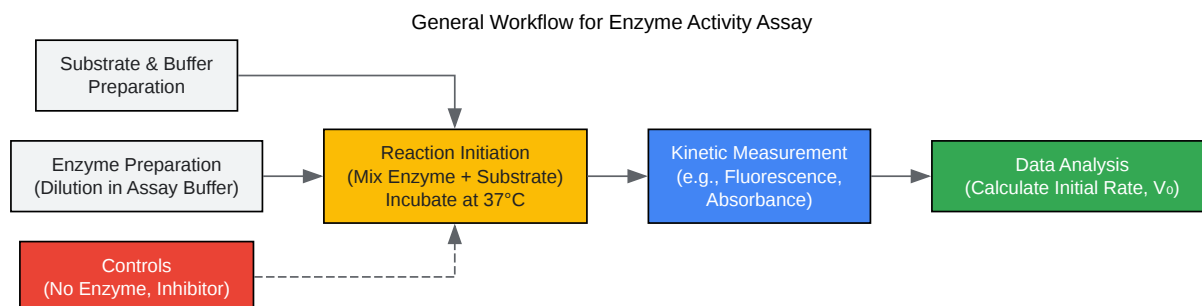 General Workflow for Enzyme Activity Assay
Substrate & Buffer
Preparation
Enzyme Preparation
(Dilution in Assay Buffer)
Controls
(No Enzyme, Inhibitor)
Reaction Initiation
(Mix Enzyme + Substrate)
Incubate at 37°C
Kinetic Measurement
(e.g., Fluorescence,
Absorbance)
Data Analysis
(Calculate Initial Rate, V₀)